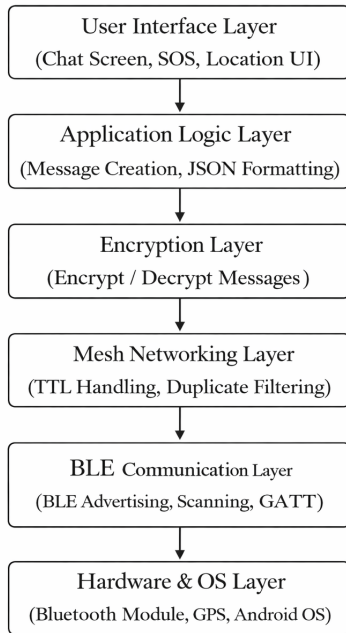 User Interface Layer
(Chat Screen, SOS, Location UI)
Application Logic Layer
(Message Creation, JSON Formatting)
Encryption Layer
(Encrypt / Decrypt Messages)
Mesh Networking Layer
(TTL Handling, Duplicate Filtering)
BLE Communication Layer
(BLE Advertising, Scanning, GATT)
Hardware & OS Layer
(Bluetooth Module, GPS, Android OS)